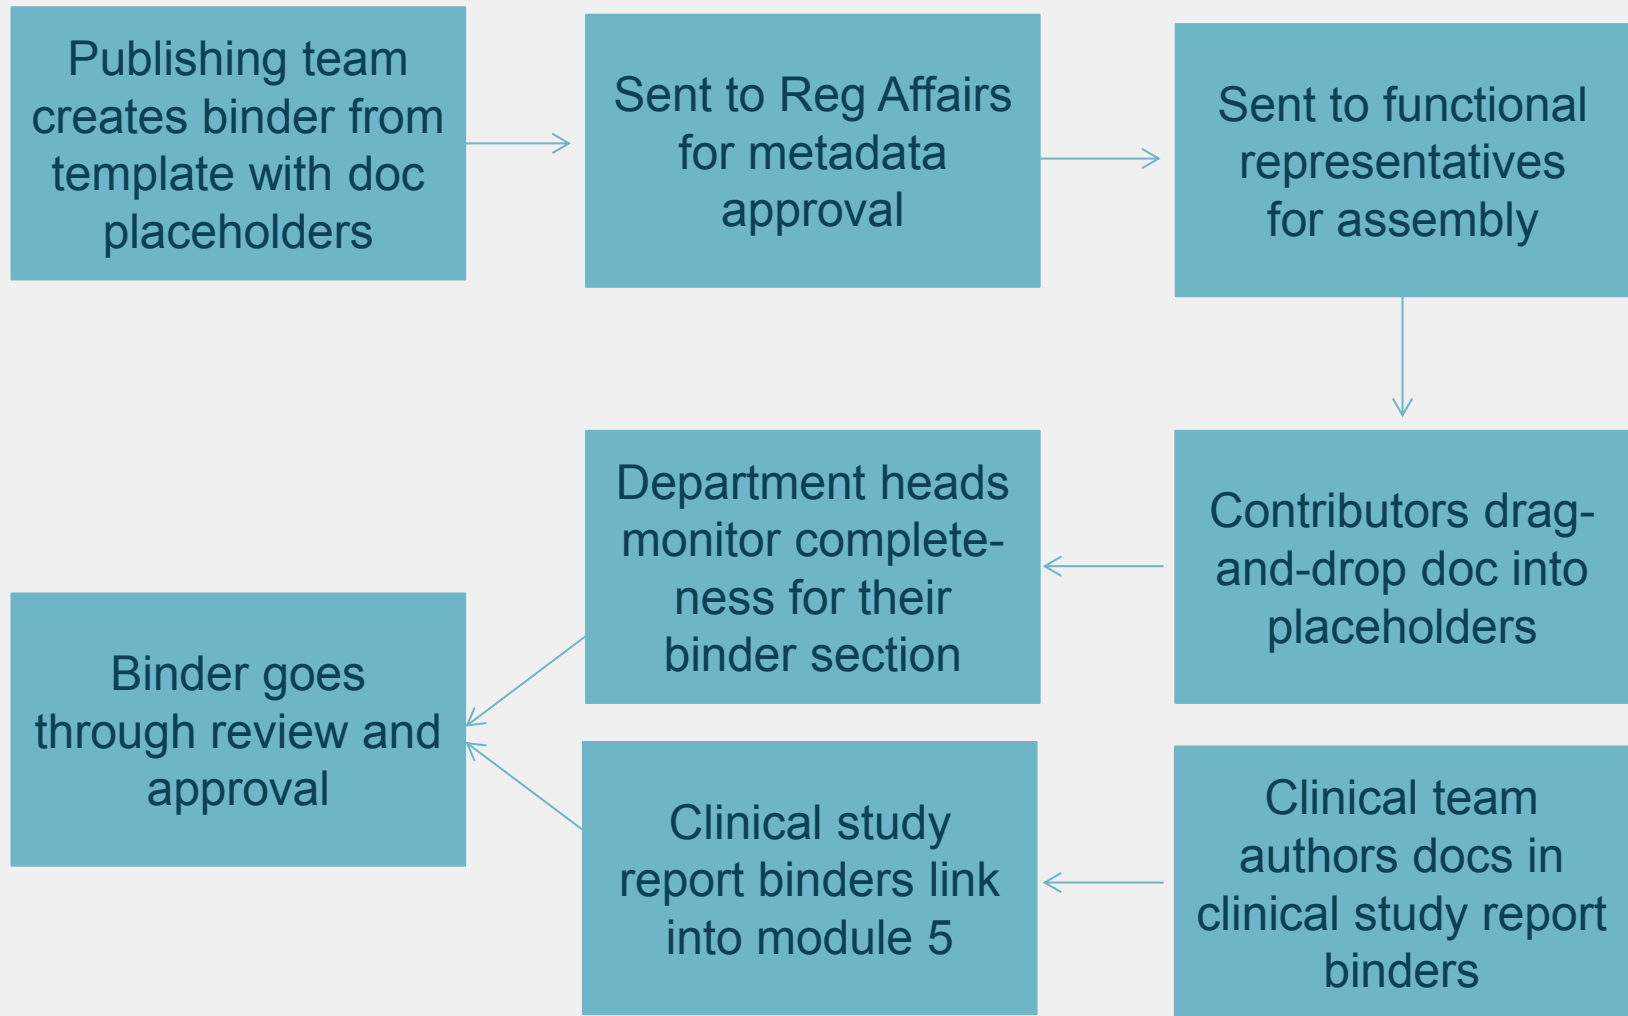 Publishing team
creates binder from
template with doc
placeholders
Sent to Reg Affairs
for metadata
approval
Sent to functional
representatives
for assembly
Contributors drag-
and-drop doc into
placeholders
Department heads
monitor complete-
ness for their
binder section
Binder goes
through review and
approval
Clinical study
report binders link
into module 5
Clinical team
authors docs in
clinical study report
binders